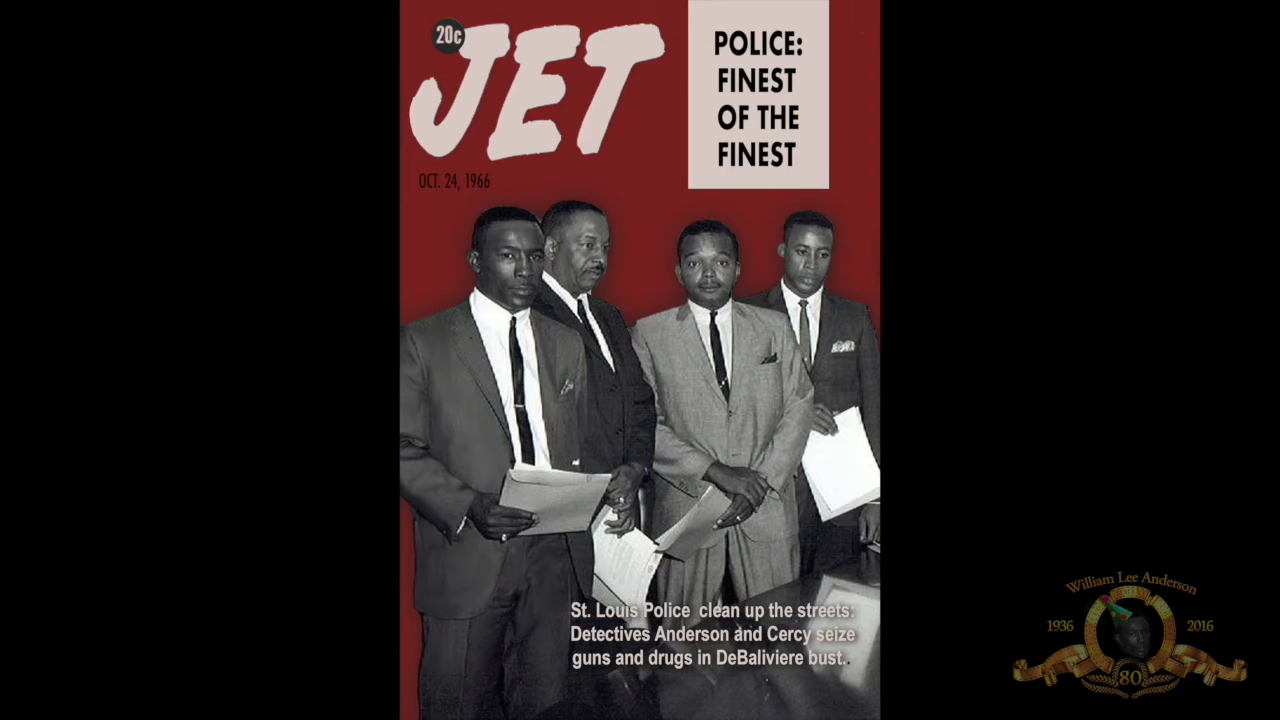 20c
JET
OCT. 24, 1966
POLICE:
FINEST
OF THE
FINEST
St. Louis Police clean up the streets:
Detectives Anderson and Cercy seize
guns and drugs in DeBaliviere bust..
William Lee Anderson
1936
2016
80